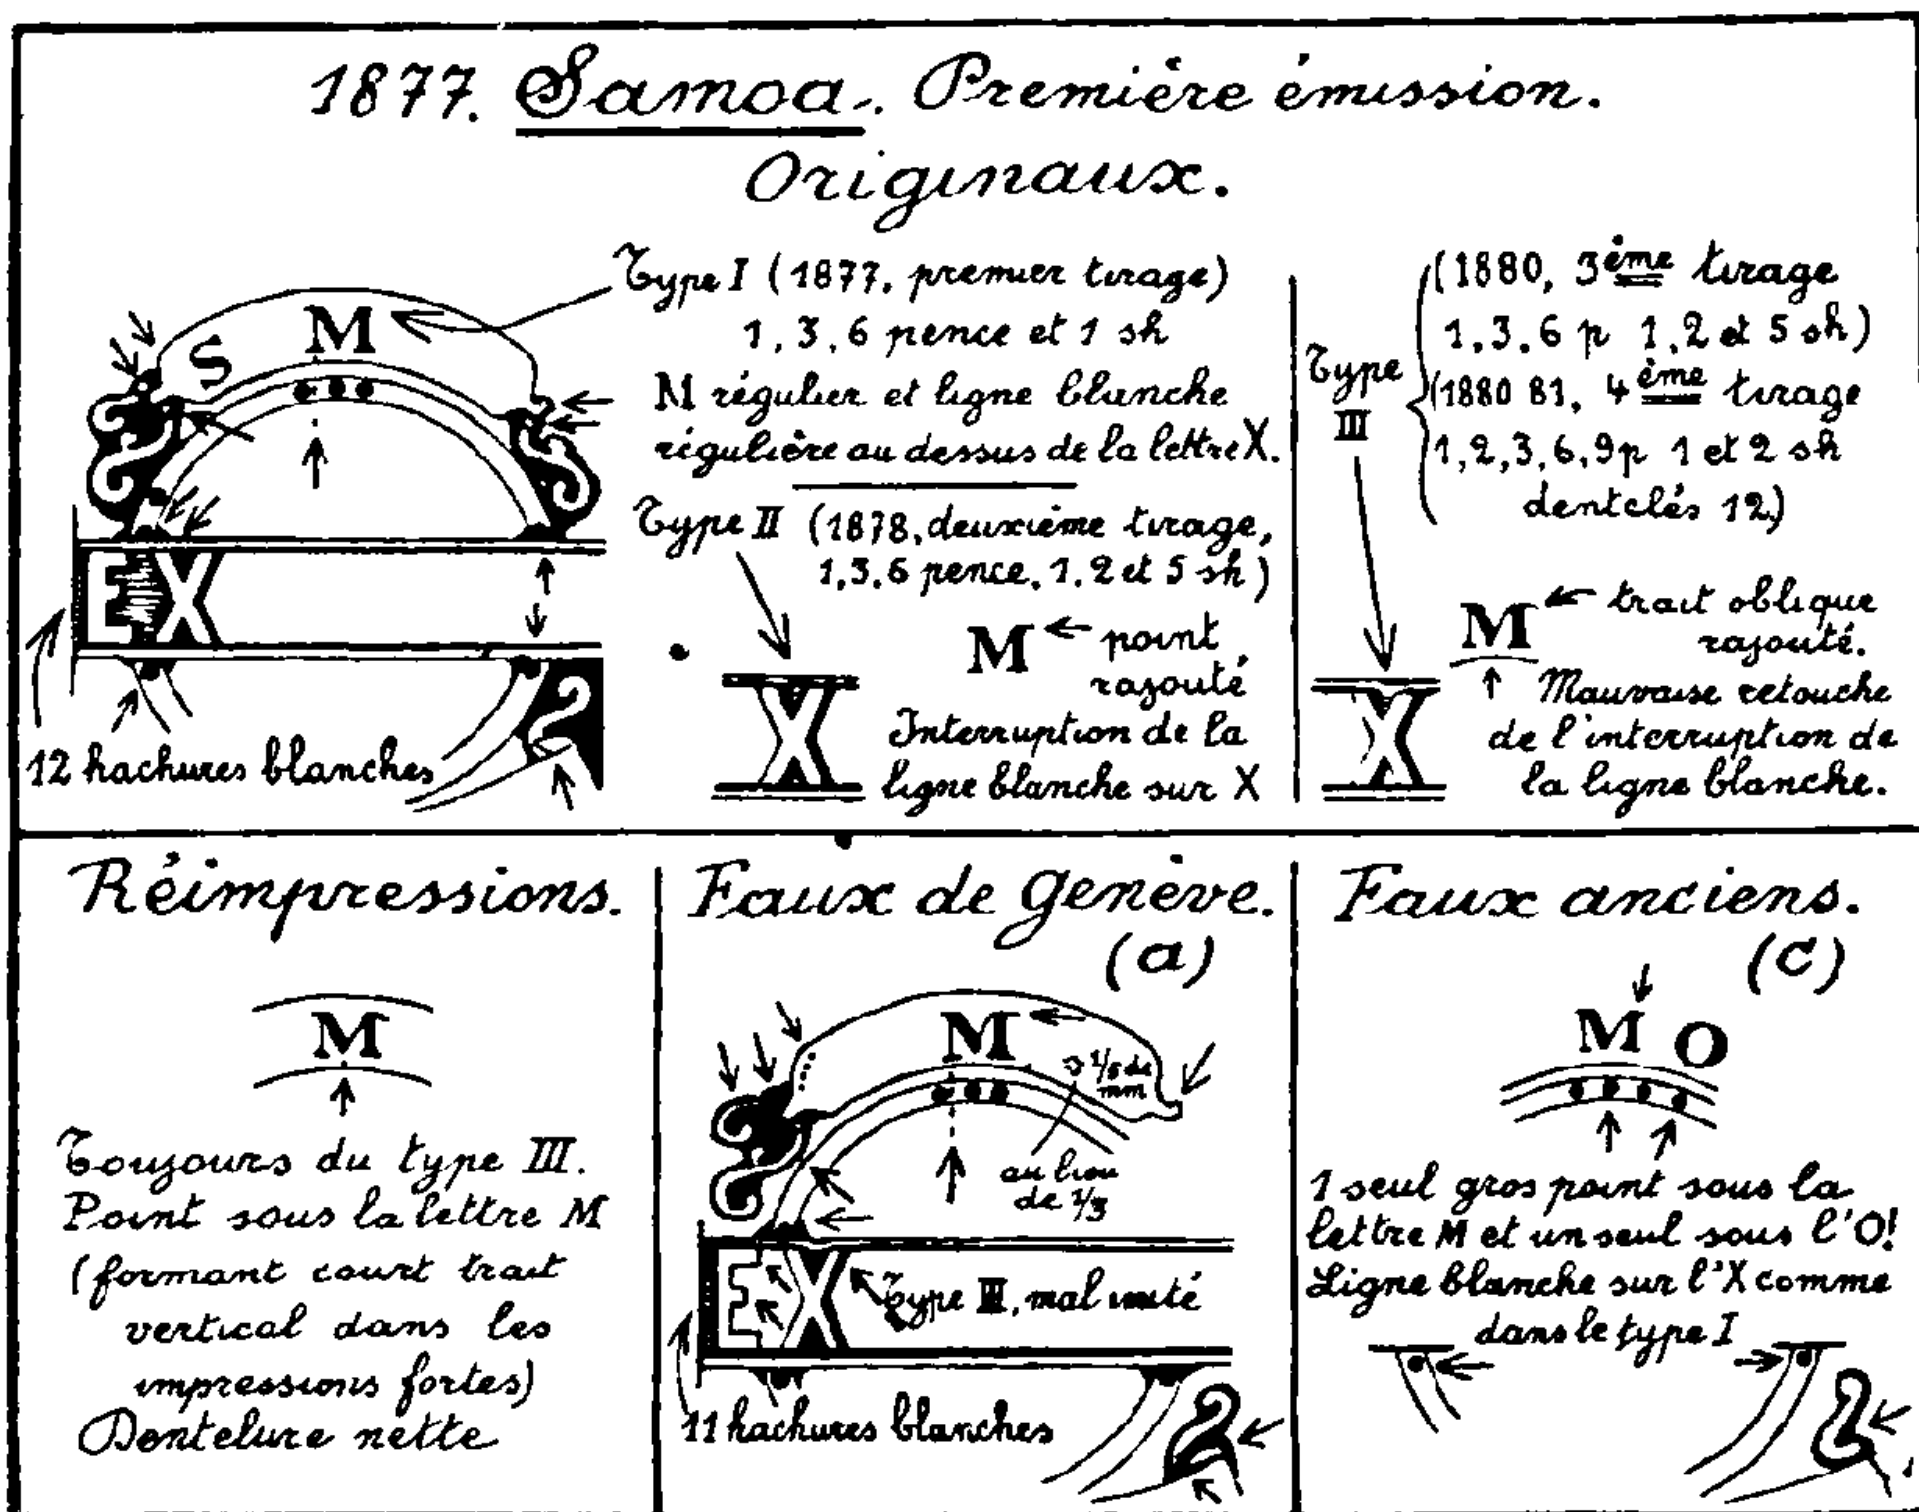 1877. Samoa. Première émission.
Originaux.
S
M
EX
12 hachures blanches
Type I (1877, premier tirage)
1, 3, 6 pence et 1 sh
M régulier et ligne blanche
régulière au dessus de la lettre X.
Type II (1878, deuxième tirage,
1, 3, 6 pence, 1, 2 et 5 sh)
M point
rajouté
X
Interruption de la
ligne blanche sur X
Type
III
(1880, 3ème tirage
1, 3, 6 p 1, 2 et 5 sh)
(1880 81, 4ème tirage
1, 2, 3, 6, 9 p 1 et 2 sh
dentelés 12)
M trait oblique
rajouté.
X
Mauvaise retouche
de l'interruption de
la ligne blanche.
Réimpressions.
M
Toujours du type III.
Point sous la lettre M
(formant court trait
vertical dans les
impressions fortes)
Dentelure nette
Faux de Genève.
(a)
M
1/5 de
mm
au lieu
de 1/3
EX
Type III, mal imité
11 hachures blanches
Faux anciens.
(C)
M O
1 seul gros point sous la
lettre M et un seul sous l'O!
Ligne blanche sur l'X comme
dans le type I